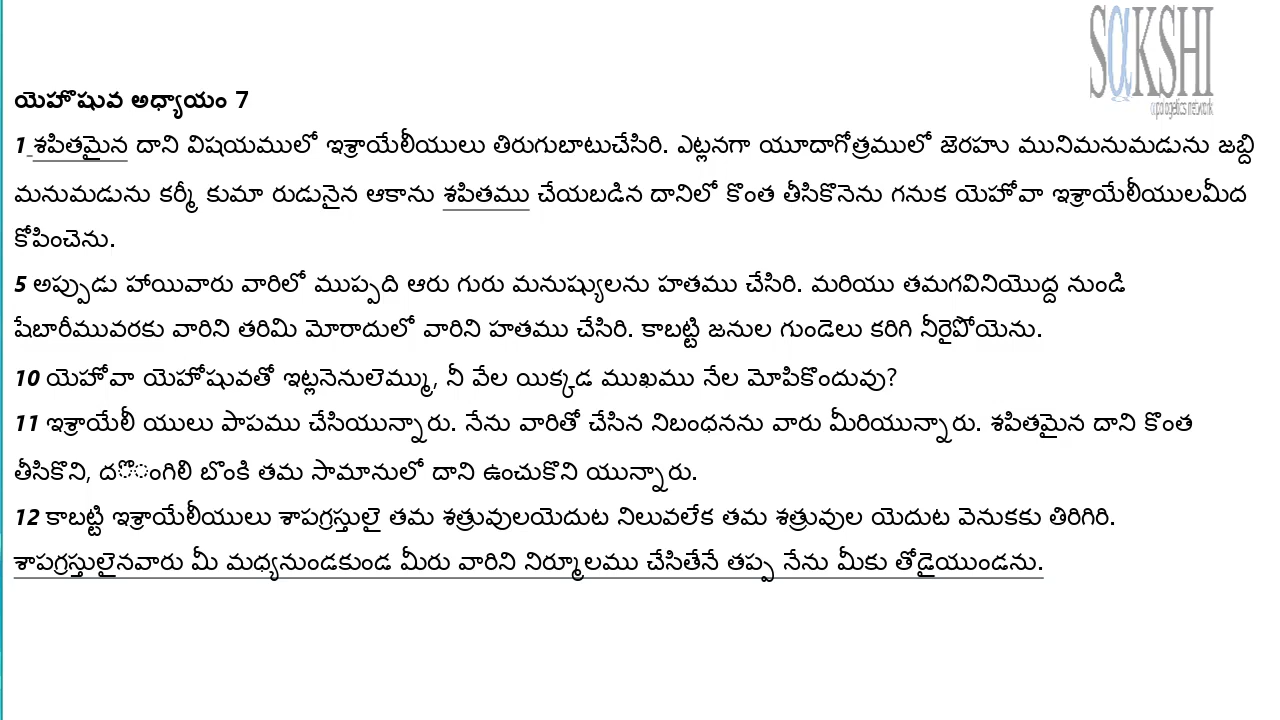 SaKSHI
apologetics network
యెహొషువ అధ్యాయం 7
1 శపితమైన దాని విషయములో ఇశ్రాయేలీయులు తిరుగుబాటుచేసిరి. ఎట్లనగా యూదాగోత్రములో జెరహు మునిమనుమడును జబ్ది
మనుమడును కర్మీ కుమా రుడునైన ఆకాను శపితము చేయబడిన దానిలో కొంత తీసికొనెను గనుక యెహోవా ఇశ్రాయేలీయులమీద
కోపించెను.
5 అప్పుడు హాయివారు వారిలో ముప్పది ఆరు గురు మనుష్యులను హతము చేసిరి. మరియు తమగవినియొద్ద నుండి
షేబారీమువరకు వారిని తరిమి మోరాదులో వారిని హతము చేసిరి. కాబట్టి జనుల గుండెలు కరిగి నీరైపోయెను.
10 యెహోవా యెహోషువతో ఇట్లనెనులెమ్ము, నీ వేల యిక్కడ ముఖము నేల మోపికొందువు?
11 ఇశ్రాయేలీ యులు పాపము చేసియున్నారు. నేను వారితో చేసిన నిబంధనను వారు మీరియున్నారు. శపితమైన దాని కొంత
తీసికొని, దొంగిలి బొంకి తమ సామానులో దాని ఉంచుకొని యున్నారు.
12 కాబట్టి ఇశ్రాయేలీయులు శాపగ్రస్తులై తమ శత్రువులయెదుట నిలువలేక తమ శత్రువుల యెదుట వెనుకకు తిరిగిరి.
శాపగ్రస్తులైనవారు మీ మధ్యనుండకుండ మీరు వారిని నిర్మూలము చేసితేనే తప్ప నేను మీకు తోడైయుండను.